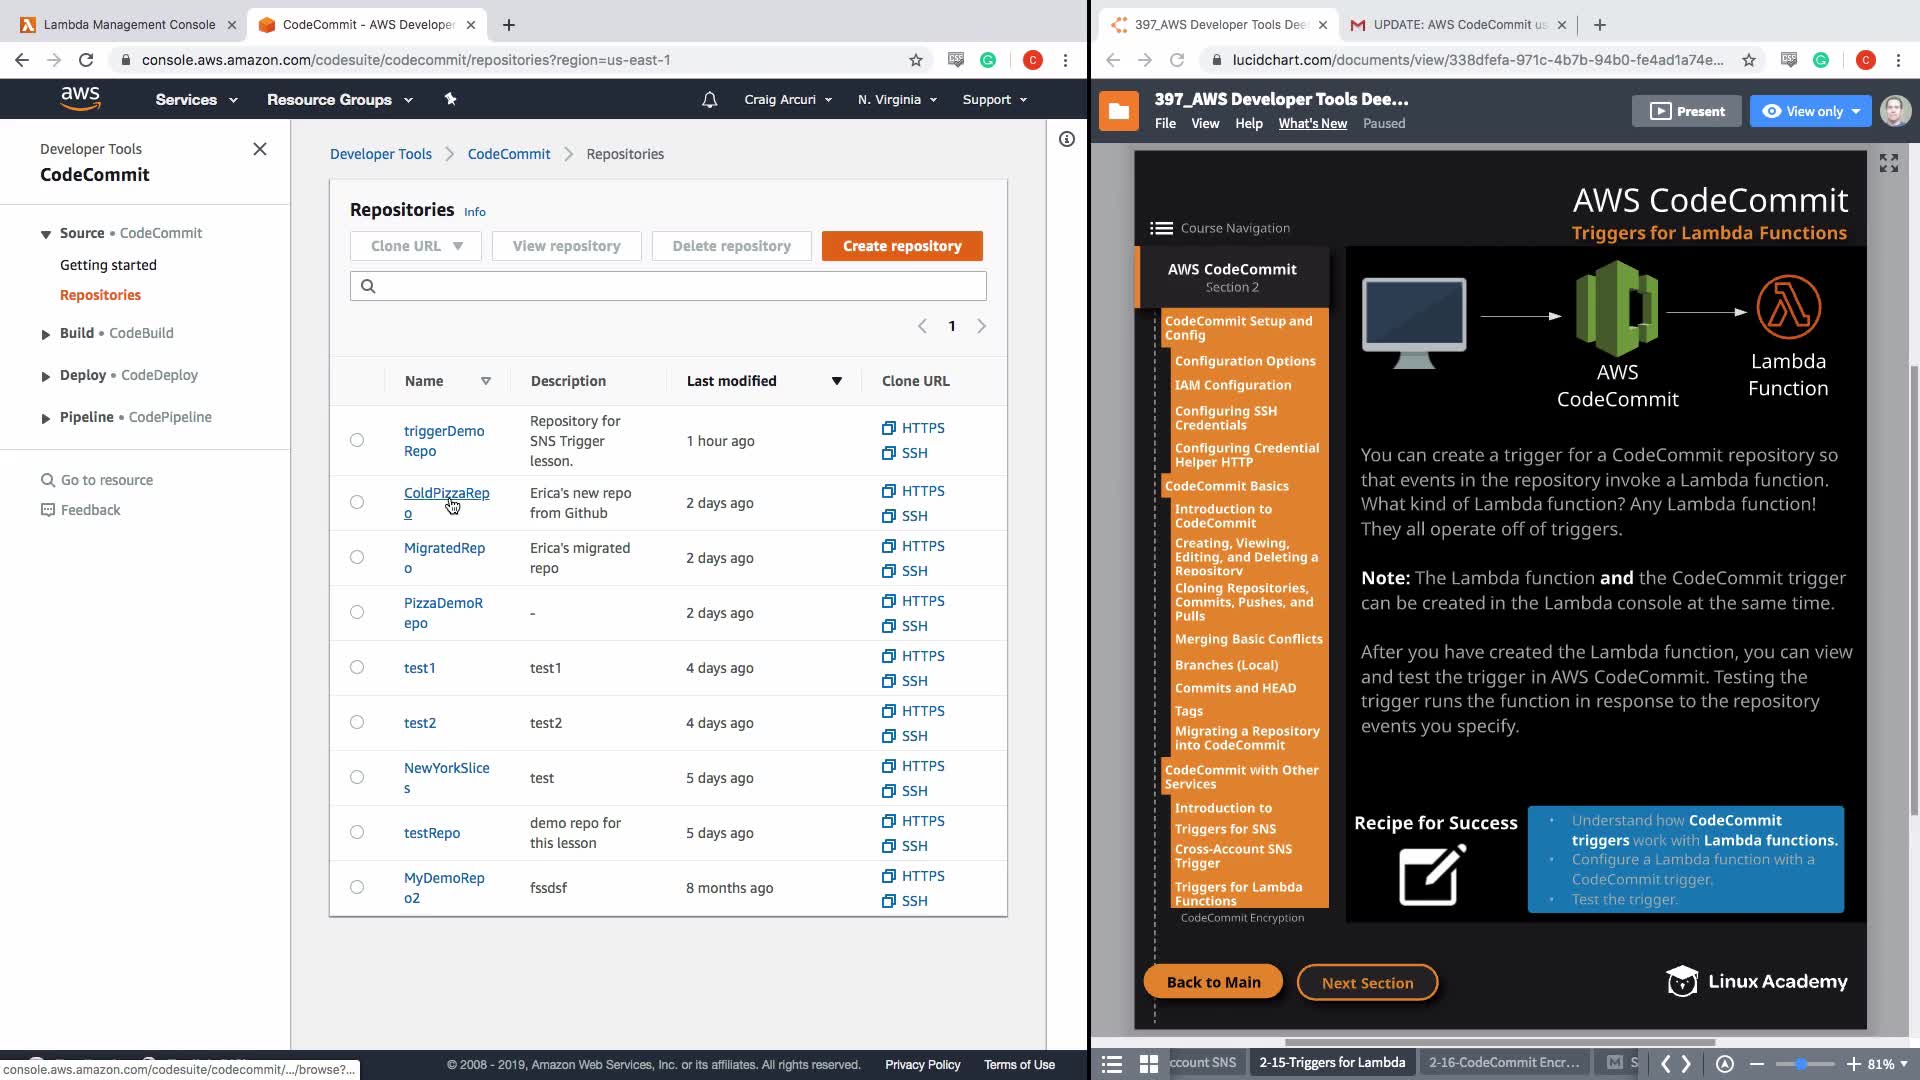 Lambda Management Console
CodeCommit - AWS Developer
console.aws.amazon.com/codesuite/codecommit/repositories?region=us-east-1
C
aws
Services
Resource Groups
Craig Arcuri
N. Virginia
Support
Developer Tools
CodeCommit
Source • CodeCommit
Getting started
Repositories
Build • CodeBuild
Deploy • CodeDeploy
Pipeline • CodePipeline
Go to resource
Feedback
Developer Tools
CodeCommit
Repositories
Repositories
Info
Clone URL
View repository
Delete repository
Create repository
1
Name
Description
Last modified
Clone URL
triggerDemo
Repo
Repository for
SNS Trigger
lesson.
1 hour ago
HTTPS
SSH
ColdPizzaRep
o
Erica's new repo
from Github
2 days ago
HTTPS
SSH
MigratedRep
o
Erica's migrated
repo
2 days ago
HTTPS
SSH
PizzaDemoR
epo
-
2 days ago
HTTPS
SSH
test1
test1
4 days ago
HTTPS
SSH
test2
test2
4 days ago
HTTPS
SSH
NewYorkSlice
s
test
5 days ago
HTTPS
SSH
testRepo
demo repo for
this lesson
5 days ago
HTTPS
SSH
MyDemoRep
o2
fssdsf
8 months ago
HTTPS
SSH
console.aws.amazon.com/codesuite/codecommit/.../browse?...
© 2008 - 2019, Amazon Web Services, Inc. or its affiliates. All rights reserved.
Privacy Policy
Terms of Use
397_AWS Developer Tools Dee
UPDATE: AWS CodeCommit us
lucidchart.com/documents/view/338dfefa-971c-4b7b-94b0-fe4ad1a74e...
C
397_AWS Developer Tools Dee...
File
View
Help
What's New
Paused
Present
View only
AWS CodeCommit
Triggers for Lambda Functions
Course Navigation
AWS CodeCommit
Section 2
CodeCommit Setup and
Config
Configuration Options
IAM Configuration
Configuring SSH
Credentials
Configuring Credential
Helper HTTP
CodeCommit Basics
Introduction to
CodeCommit
Creating, Viewing,
Editing, and Deleting a
Repository
Cloning Repositories,
Commits, Pushes, and
Pulls
Merging Basic Conflicts
Branches (Local)
Commits and HEAD
Tags
Migrating a Repository
into CodeCommit
CodeCommit with Other
Services
Introduction to
Triggers for SNS
Cross-Account SNS
Trigger
Triggers for Lambda
Functions
CodeCommit Encryption
AWS
CodeCommit
Lambda
Function
You can create a trigger for a CodeCommit repository so
that events in the repository invoke a Lambda function.
What kind of Lambda function? Any Lambda function!
They all operate off of triggers.
Note: The Lambda function and the CodeCommit trigger
can be created in the Lambda console at the same time.
After you have created the Lambda function, you can view
and test the trigger in AWS CodeCommit. Testing the
trigger runs the function in response to the repository
events you specify.
Recipe for Success
• Understand how CodeCommit
triggers work with Lambda functions.
• Configure a Lambda function with a
CodeCommit trigger.
• Test the trigger.
Back to Main
Next Section
Linux Academy
ccount SNS
2-15-Triggers for Lambda
2-16-CodeCommit Encr...
M
S
81%